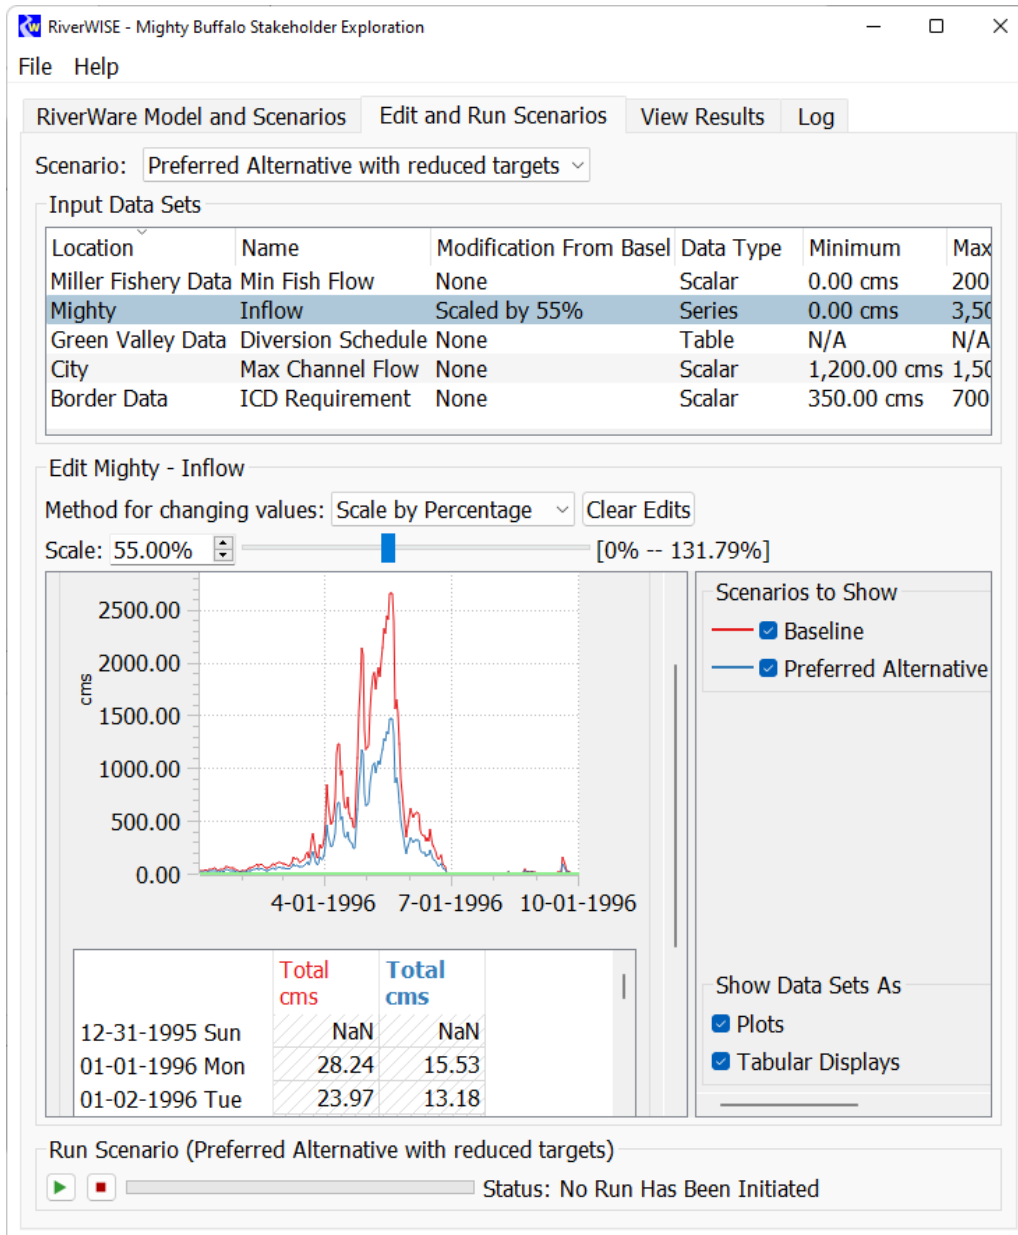 RiverWISE - Mighty Buffalo Stakeholder Exploration
File Help
RiverWare Model and Scenarios Edit and Run Scenarios View Results Log
Scenario: Preferred Alternative with reduced targets
Input Data Sets
Location Name Modification From Basel Data Type Minimum Max
Miller Fishery Data Min Fish Flow None Scalar 0.00 cms 200
Mighty Inflow Scaled by 55% Series 0.00 cms 3,50
Green Valley Data Diversion Schedule None Table N/A N/A
City Max Channel Flow None Scalar 1,200.00 cms 1,50
Border Data ICD Requirement None Scalar 350.00 cms 700
Edit Mighty - Inflow
Method for changing values: Scale by Percentage Clear Edits
Scale: 55.00% [0% -- 131.79%]
2500.00
2000.00
1500.00
1000.00
500.00
0.00
cms
4-01-1996 7-01-1996 10-01-1996
Scenarios to Show
Baseline
Preferred Alternative
Total Total
cms cms
12-31-1995 Sun NaN NaN
01-01-1996 Mon 28.24 15.53
01-02-1996 Tue 23.97 13.18
Show Data Sets As
Plots
Tabular Displays
Run Scenario (Preferred Alternative with reduced targets)
Status: No Run Has Been Initiated